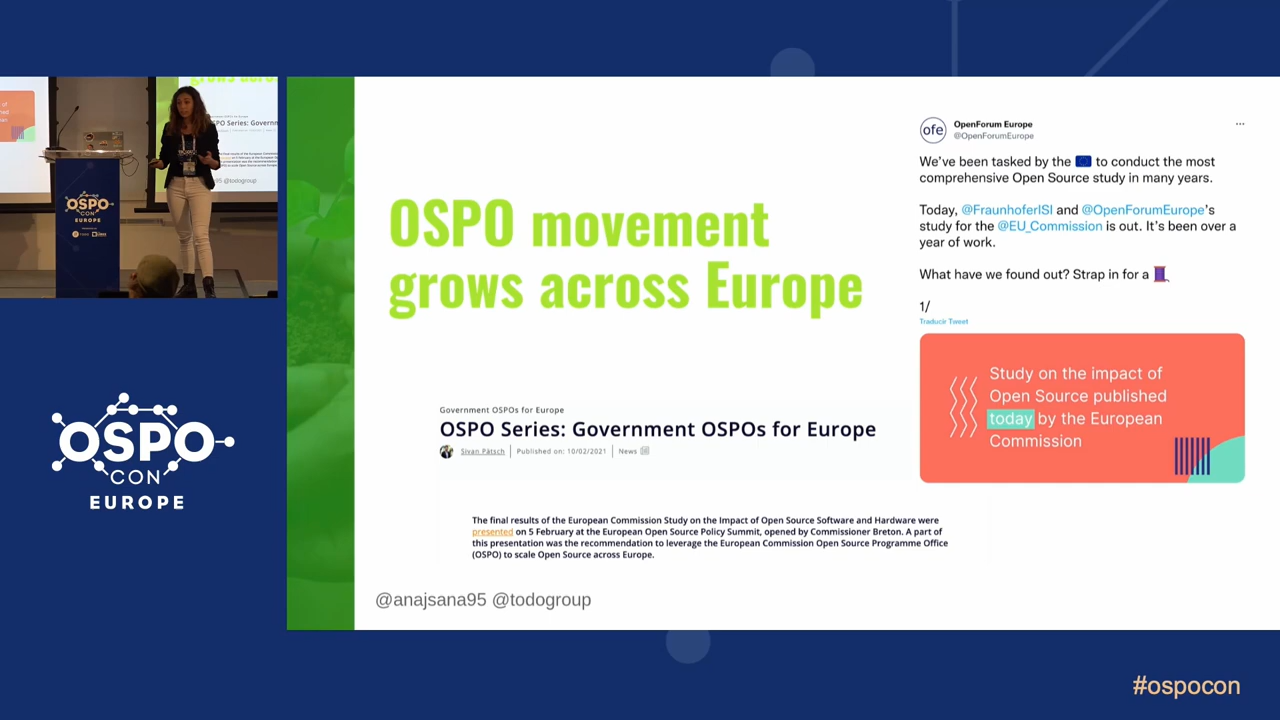 OSPO
CON
EUROPE
OSPO
CON
EUROPE
OSPO movement
grows across Europe
Government OSPOs for Europe
OSPO Series: Government OSPOs for Europe
Sivan Pätsch | Published on: 10/02/2021 | News
The final results of the European Commission Study on the Impact of Open Source Software and Hardware were
presented on 5 February at the European Open Source Policy Summit, opened by Commissioner Breton. A part of
this presentation was the recommendation to leverage the European Commission Open Source Programme Office
(OSPO) to scale Open Source across Europe.
@anajsana95 @todogroup
ofe
OpenForum Europe
@OpenForumEurope
We've been tasked by the 🇪🇺 to conduct the most
comprehensive Open Source study in many years.
Today, @FraunhoferISI and @OpenForumEurope's
study for the @EU_Commission is out. It's been over a
year of work.
What have we found out? Strap in for a 🧵
1/
Traducir Tweet
Study on the impact of
Open Source published
today by the European
Commission
#ospocon